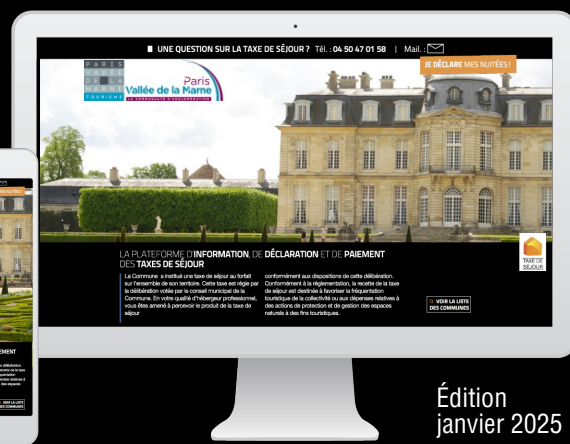 UNE QUESTION SUR LA TAXE DE SÉJOUR ? Tél. : 04 50 47 01 58 | Mail. :
JE DÉCLARE MES NUITÉES !
PARIS
VALLÉE
DE LA
MARNE
TOURISME
Paris
Vallée de la Marne
LA COMMUNAUTÉ D'AGGLOMÉRATION
LA PLATEFORME D'INFORMATION, DE DÉCLARATION ET DE PAIEMENT
DES TAXES DE SÉJOUR
La Commune a institué une taxe de séjour au forfait
sur l'ensemble de son territoire. Cette taxe est régie par
la délibération votée par le conseil municipal de la
Commune. En votre qualité d'hébergeur professionnel,
vous êtes amené à percevoir le produit de la taxe de
séjour
conformément aux dispositions de cette délibération.
Conformément à la réglementation, la recette de la taxe
de séjour est destinée à favoriser la fréquentation
touristique de la collectivité ou aux dépenses relatives à
des actions de protection et de gestion des espaces
naturels à des fins touristiques.
TAXE DE
SÉJOUR
VOIR LA LISTE
DES COMMUNES
EMENT
VOIR LA LISTE
DES COMMUNES
Édition
janvier 2025